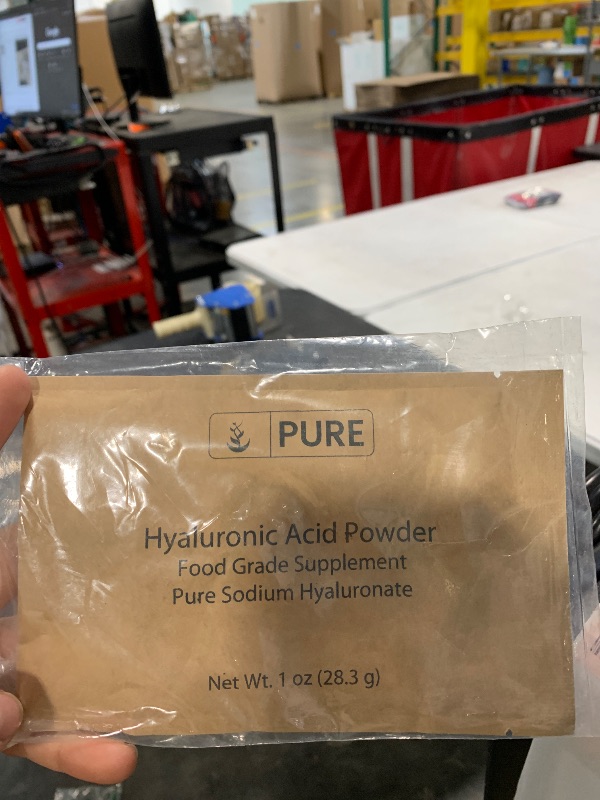 PURE
Hyaluronic Acid Powder
Food Grade Supplement
Pure Sodium Hyaluronate
Net Wt. 1 oz (28.3 g)